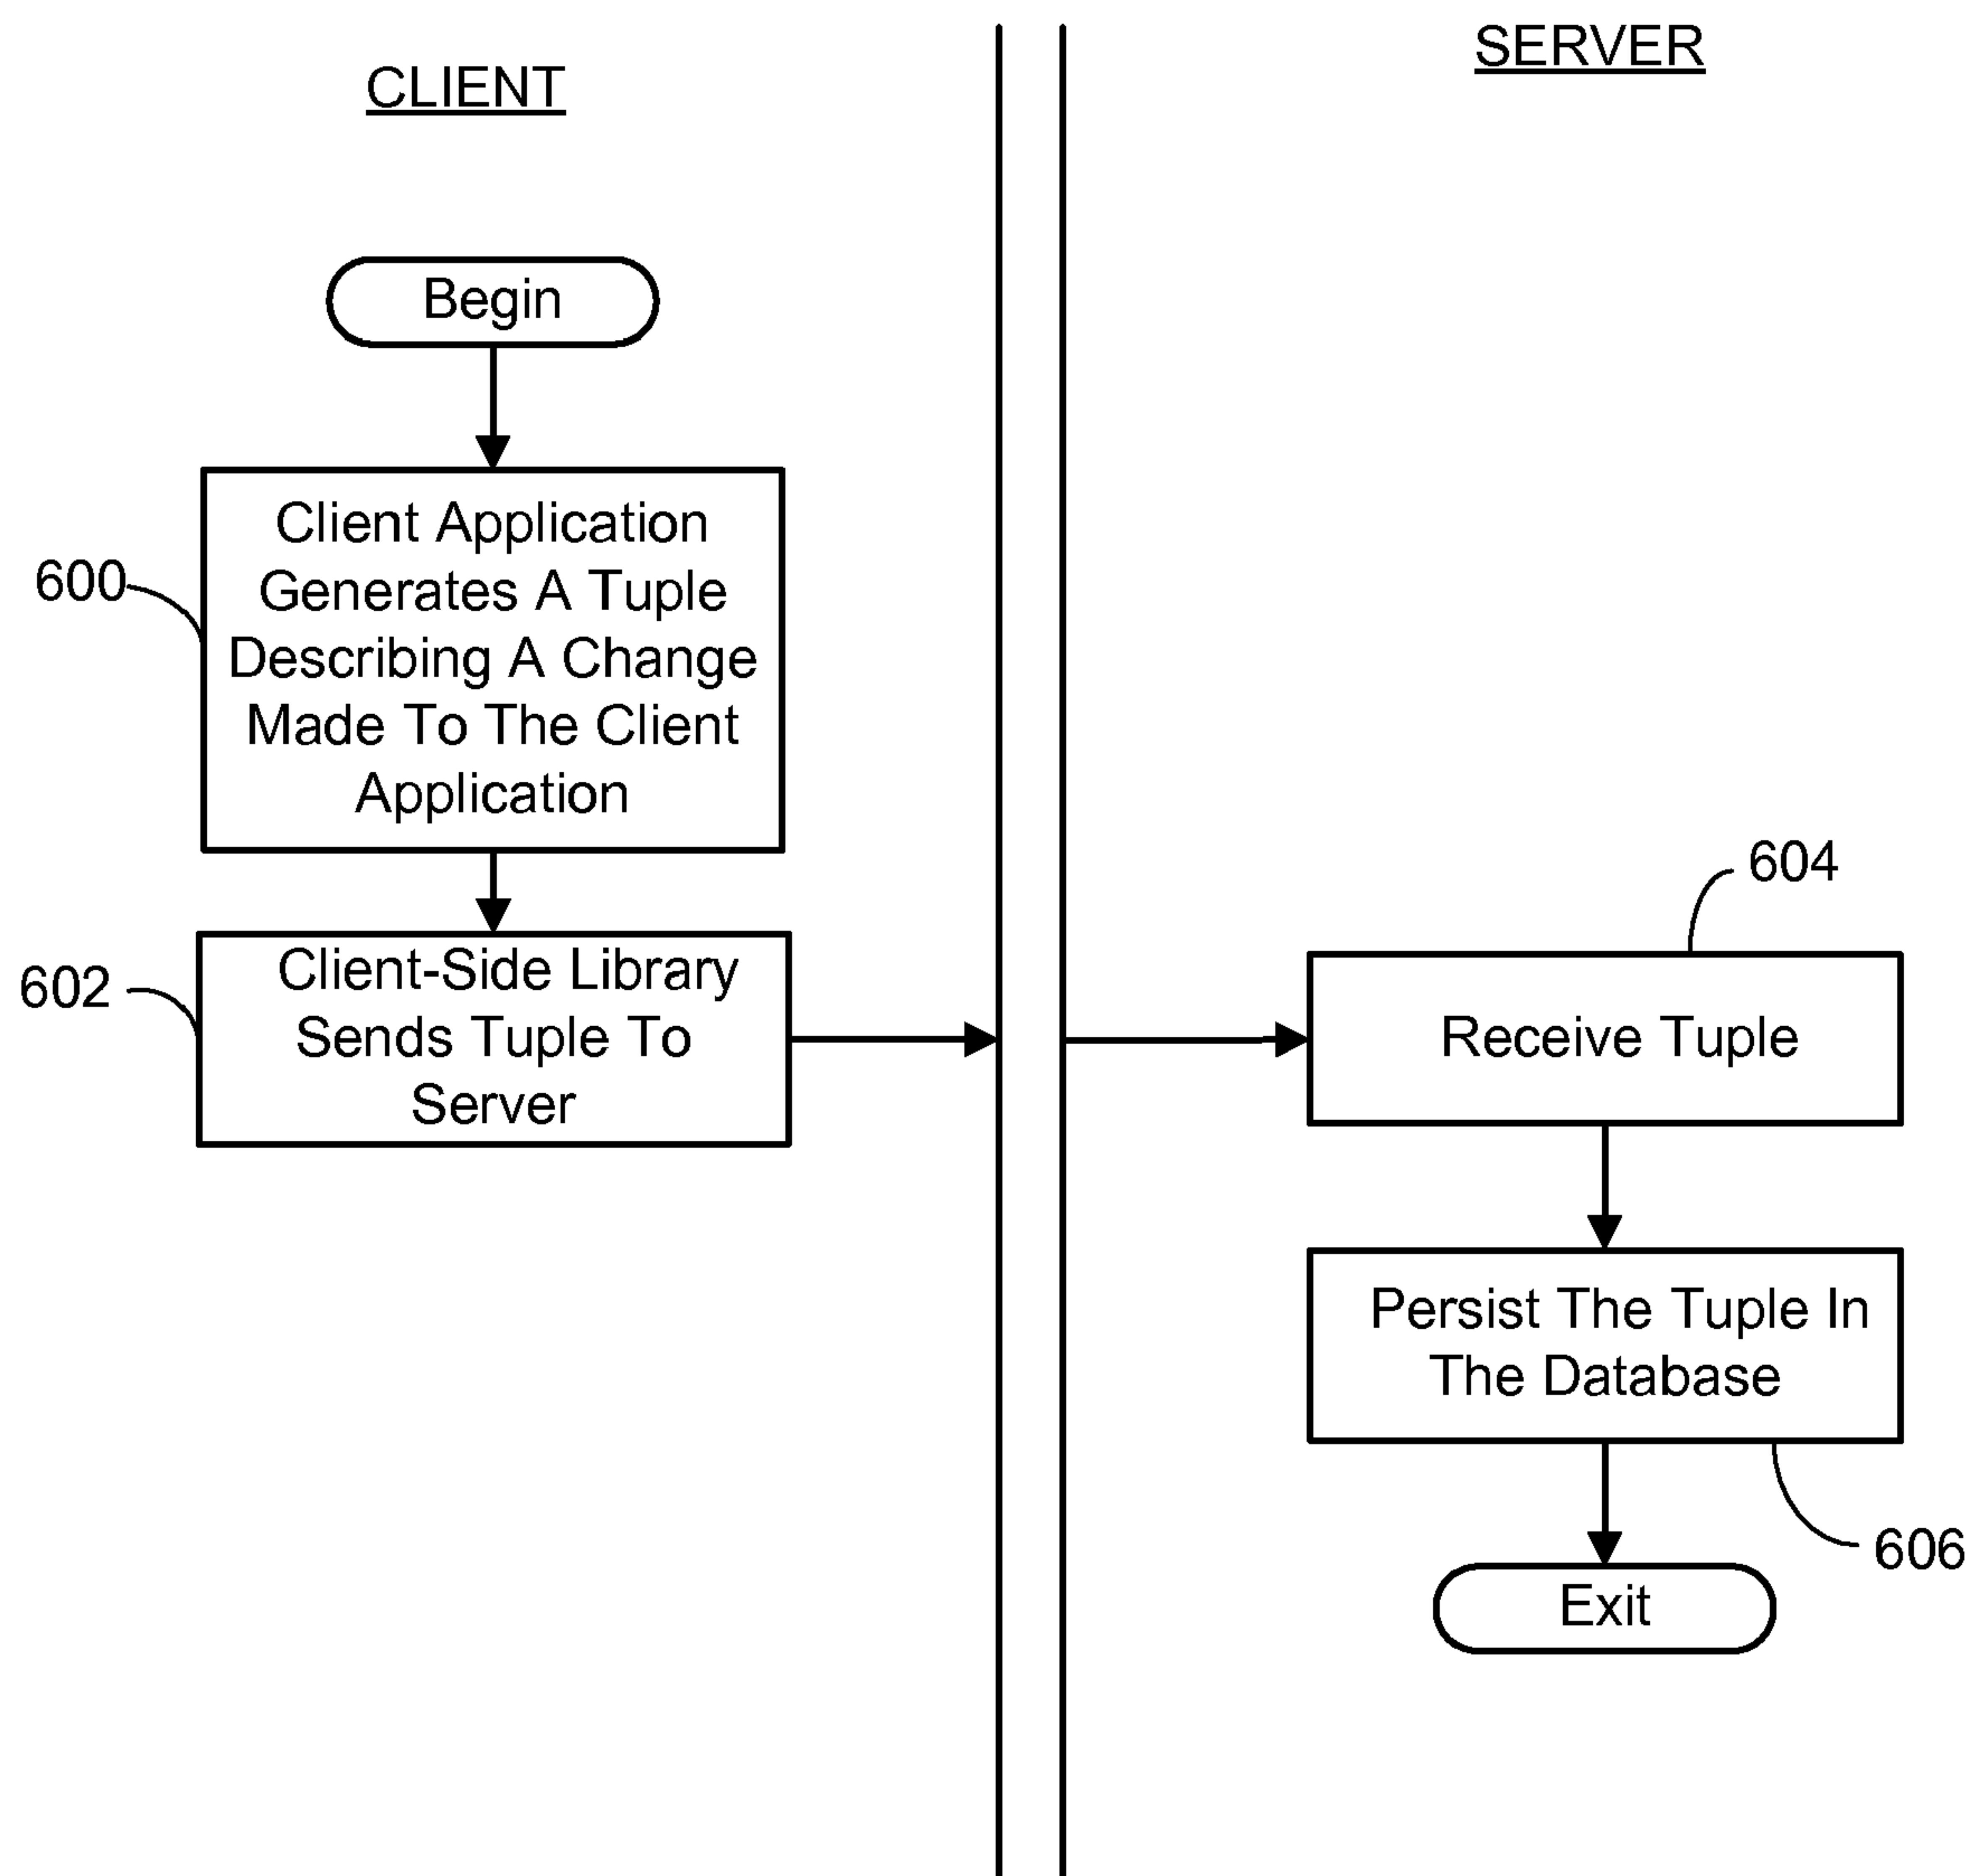 CLIENT
SERVER
Begin
600
Client Application
Generates A Tuple
Describing A Change
Made To The Client
Application
602
Client-Side Library
Sends Tuple To
Server
604
Receive Tuple
Persist The Tuple In
The Database
606
Exit